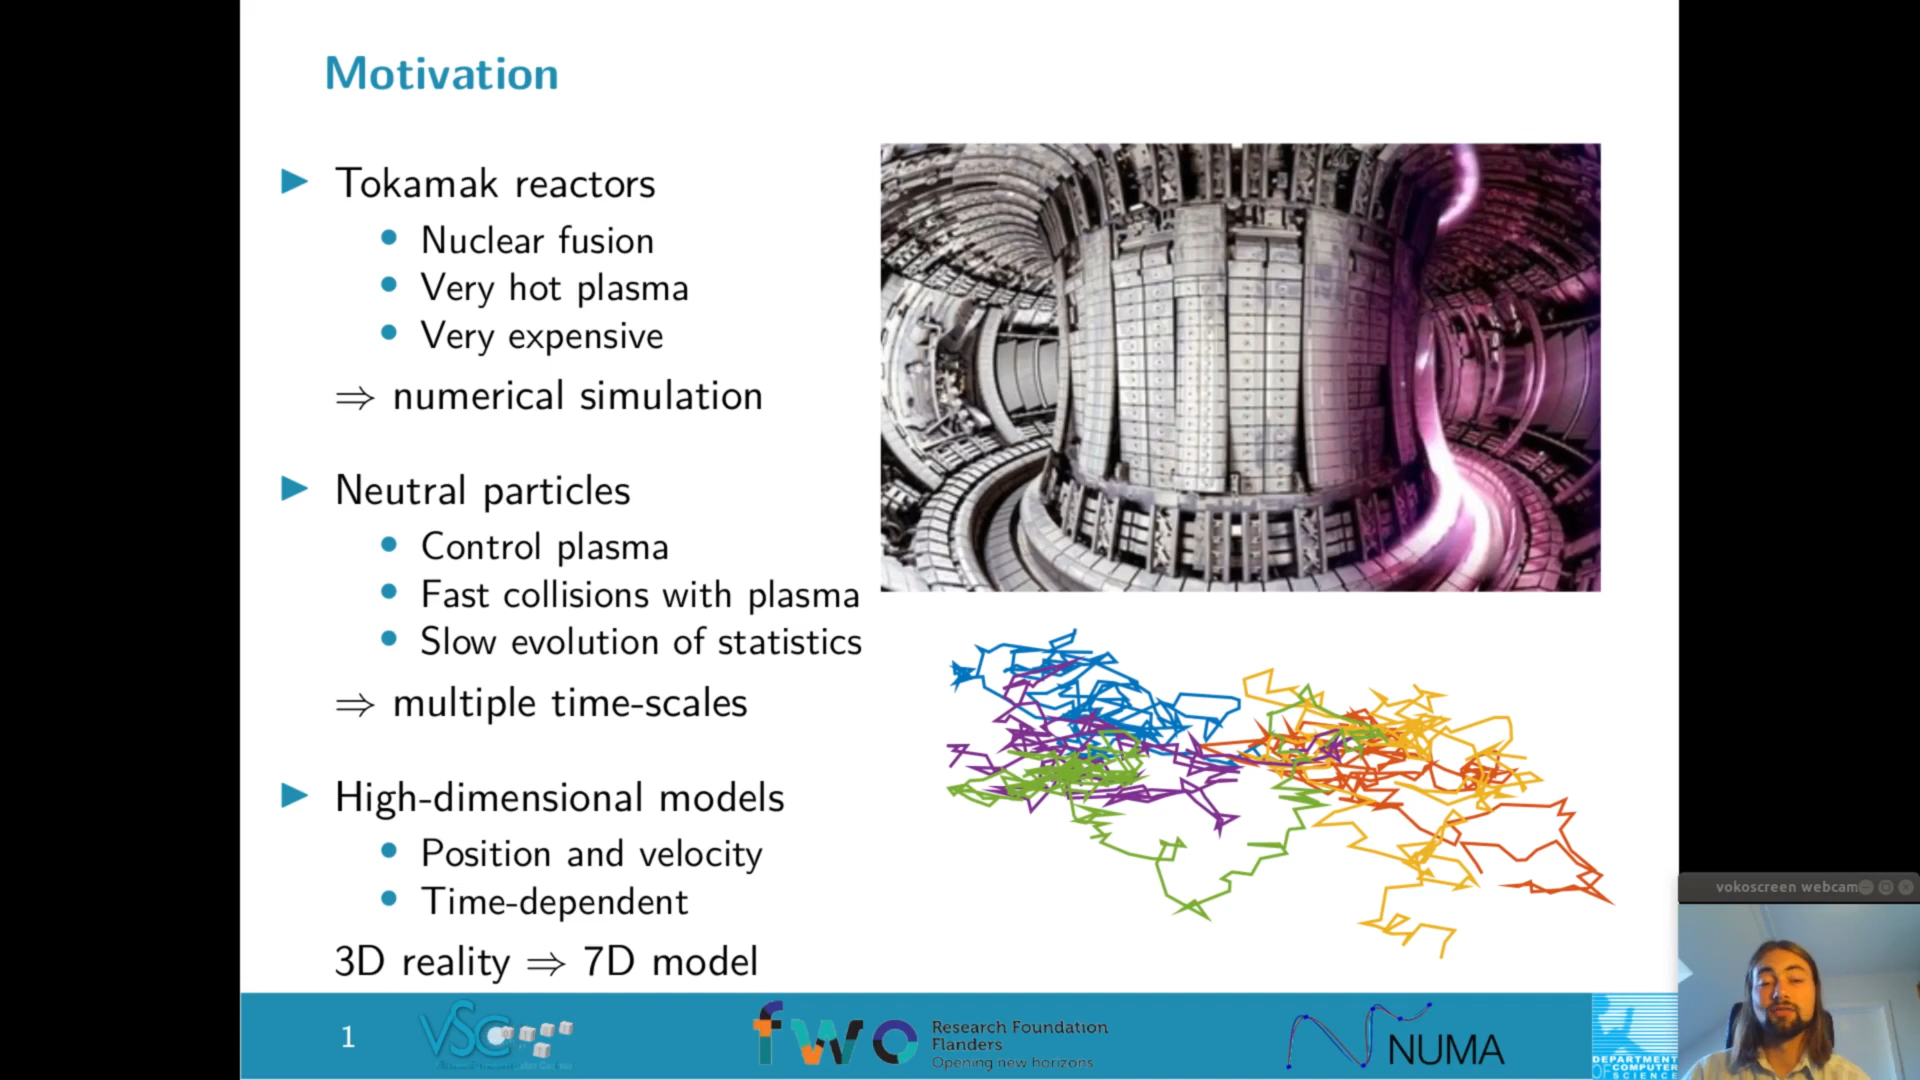 Motivation
Tokamak reactors
Nuclear fusion
Very hot plasma
Very expensive
⇒ numerical simulation
Neutral particles
Control plasma
Fast collisions with plasma
Slow evolution of statistics
⇒ multiple time-scales
High-dimensional models
Position and velocity
Time-dependent
3D reality ⇒ 7D model
1
VSC
fwo
Research Foundation
Flanders
Opening new horizons
NUMA
DEPARTMENT
OF COMPUTER
SCIENCE
vokoscreen webcam